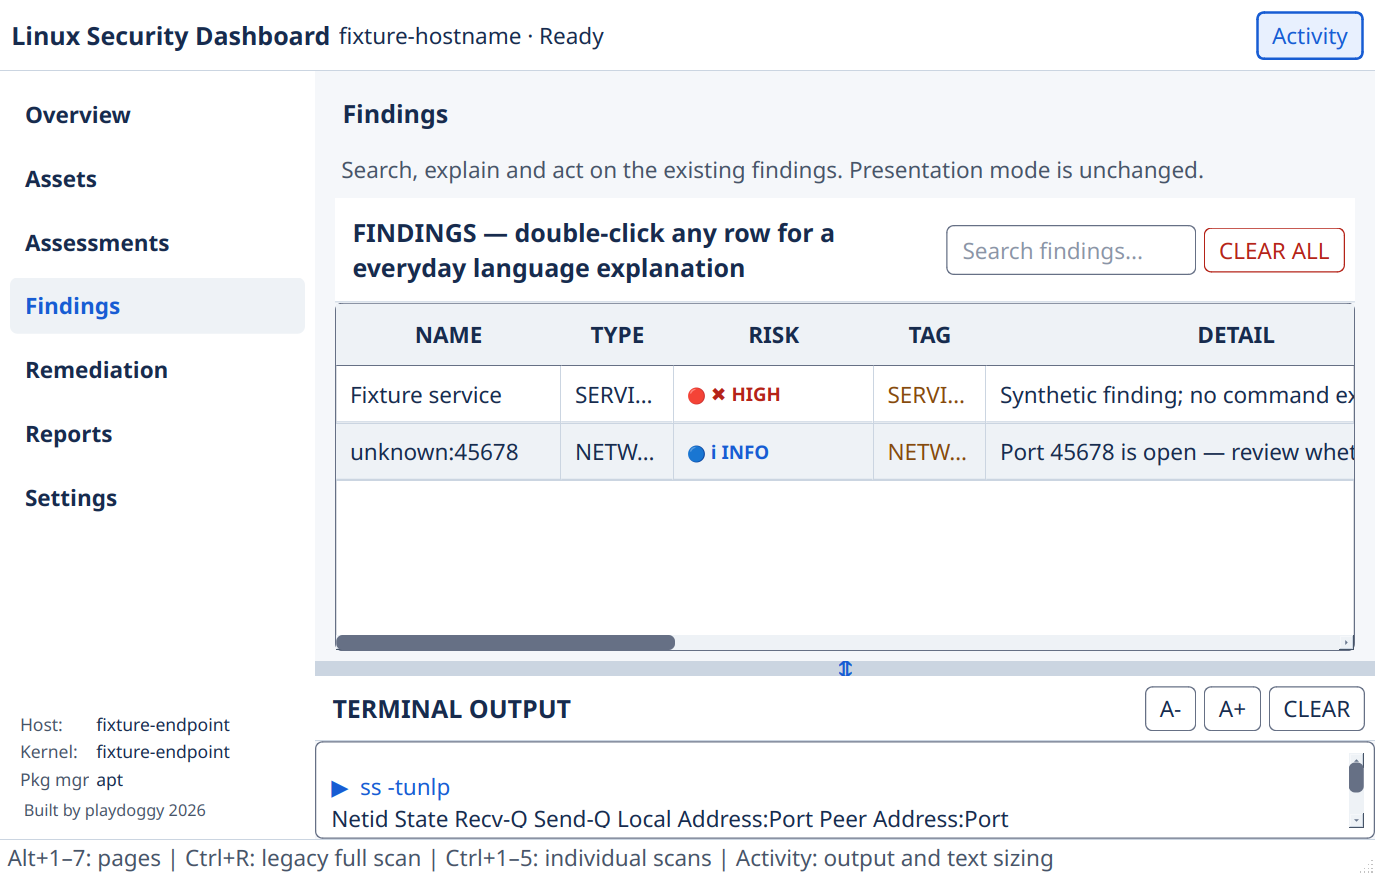 Linux Security Dashboard fixture-hostname · Ready
Activity
Overview
Assets
Assessments
Findings
Remediation
Reports
Settings
Host: fixture-endpoint
Kernel: fixture-endpoint
Pkg mgr apt
Built by playdoggy 2026
Findings
Search, explain and act on the existing findings. Presentation mode is unchanged.
FINDINGS — double-click any row for a
everyday language explanation
Search findings...
CLEAR ALL
NAME TYPE RISK TAG DETAIL
Fixture service SERVI... ✖ HIGH SERVI... Synthetic finding; no command ex
unknown:45678 NETW... i INFO NETW... Port 45678 is open — review whet
TERMINAL OUTPUT
A- A+ CLEAR
▶ ss -tunlp
Netid State Recv-Q Send-Q Local Address:Port Peer Address:Port
Alt+1–7: pages | Ctrl+R: legacy full scan | Ctrl+1–5: individual scans | Activity: output and text sizing